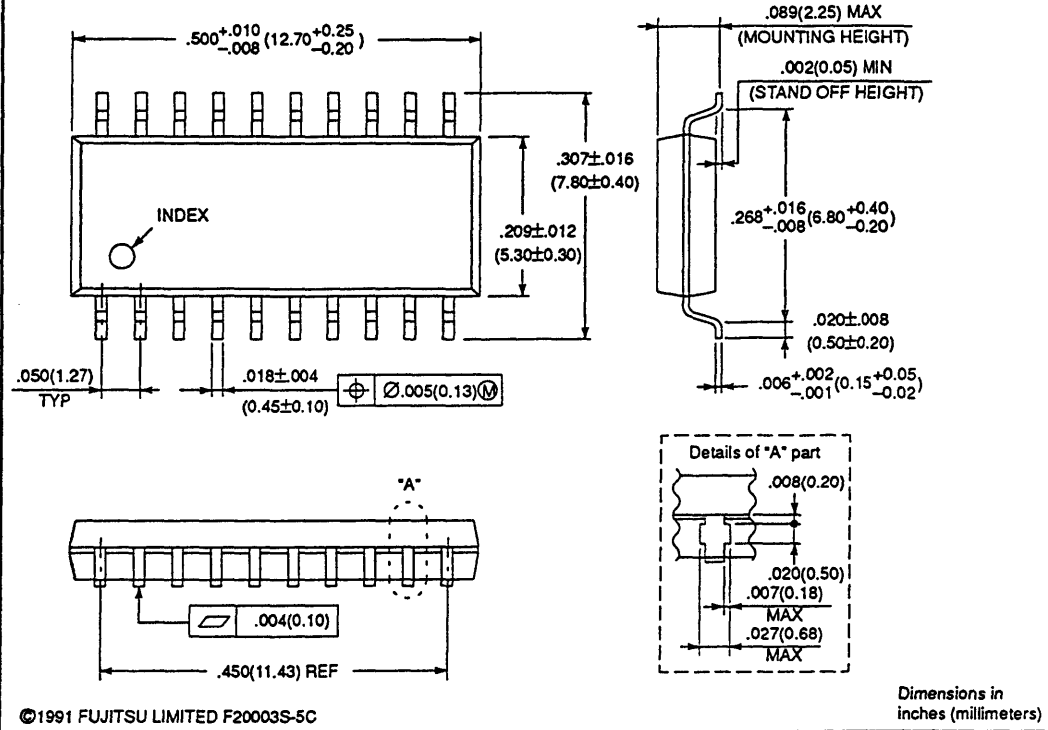 .500+.010−.008(12.70+0.25−0.20)
.089(2.25) MAX
(MOUNTING HEIGHT)
.002(0.05) MIN
(STAND OFF HEIGHT)
INDEX
.307±.016
(7.80±0.40)
.209±.012
(5.30±0.30)
.268+.016−.008(6.80+0.40−0.20)
.020±.008
(0.50±0.20)
.006+.002−.001(0.15+0.05−0.02)
.050(1.27)
TYP
.018±.004
(0.45±0.10)
⌖ Ø.005(0.13)Ⓜ
"A"
▱ .004(0.10)
.450(11.43) REF
Details of "A" part
.008(0.20)
.020(0.50)
.007(0.18)
MAX
.027(0.68)
MAX
©1991 FUJITSU LIMITED F20003S-5C
Dimensions in
inches (millimeters)